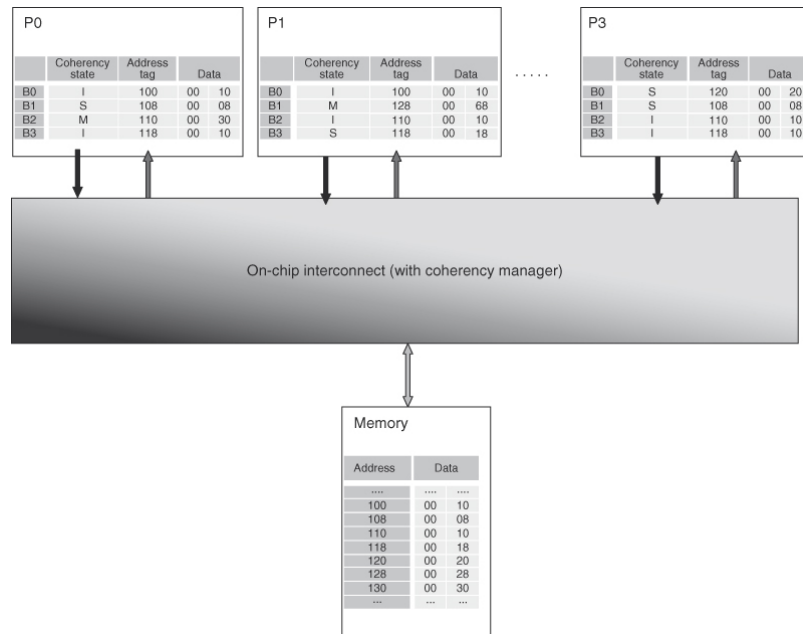 P0
Coherency state Address tag Data
B0 I 100 00 10
B1 S 108 00 08
B2 M 110 00 30
B3 I 118 00 10
P1
Coherency state Address tag Data
B0 I 100 00 10
B1 M 128 00 68
B2 I 110 00 10
B3 S 118 00 18
.....
P3
Coherency state Address tag Data
B0 S 120 00 20
B1 S 108 00 08
B2 I 110 00 10
B3 I 118 00 10
On-chip interconnect (with coherency manager)
Memory
Address Data
.... .... ....
100 00 10
108 00 08
110 00 10
118 00 18
120 00 20
128 00 28
130 00 30
... ... ...